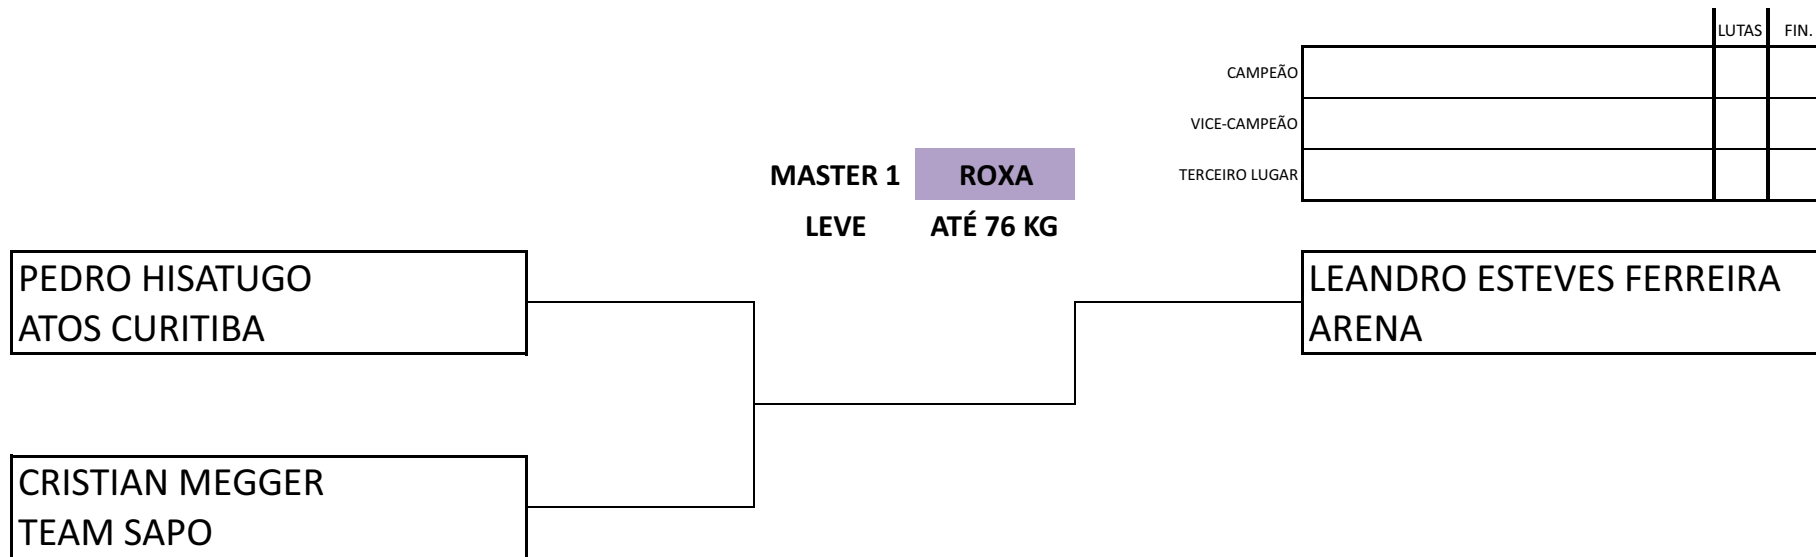 LUTAS FIN.
CAMPEÃO
VICE-CAMPEÃO
MASTER 1 ROXA TERCEIRO LUGAR
LEVE ATÉ 76 KG
PEDRO HISATUGO
ATOS CURITIBA
LEANDRO ESTEVES FERREIRA
ARENA
CRISTIAN MEGGER
TEAM SAPO